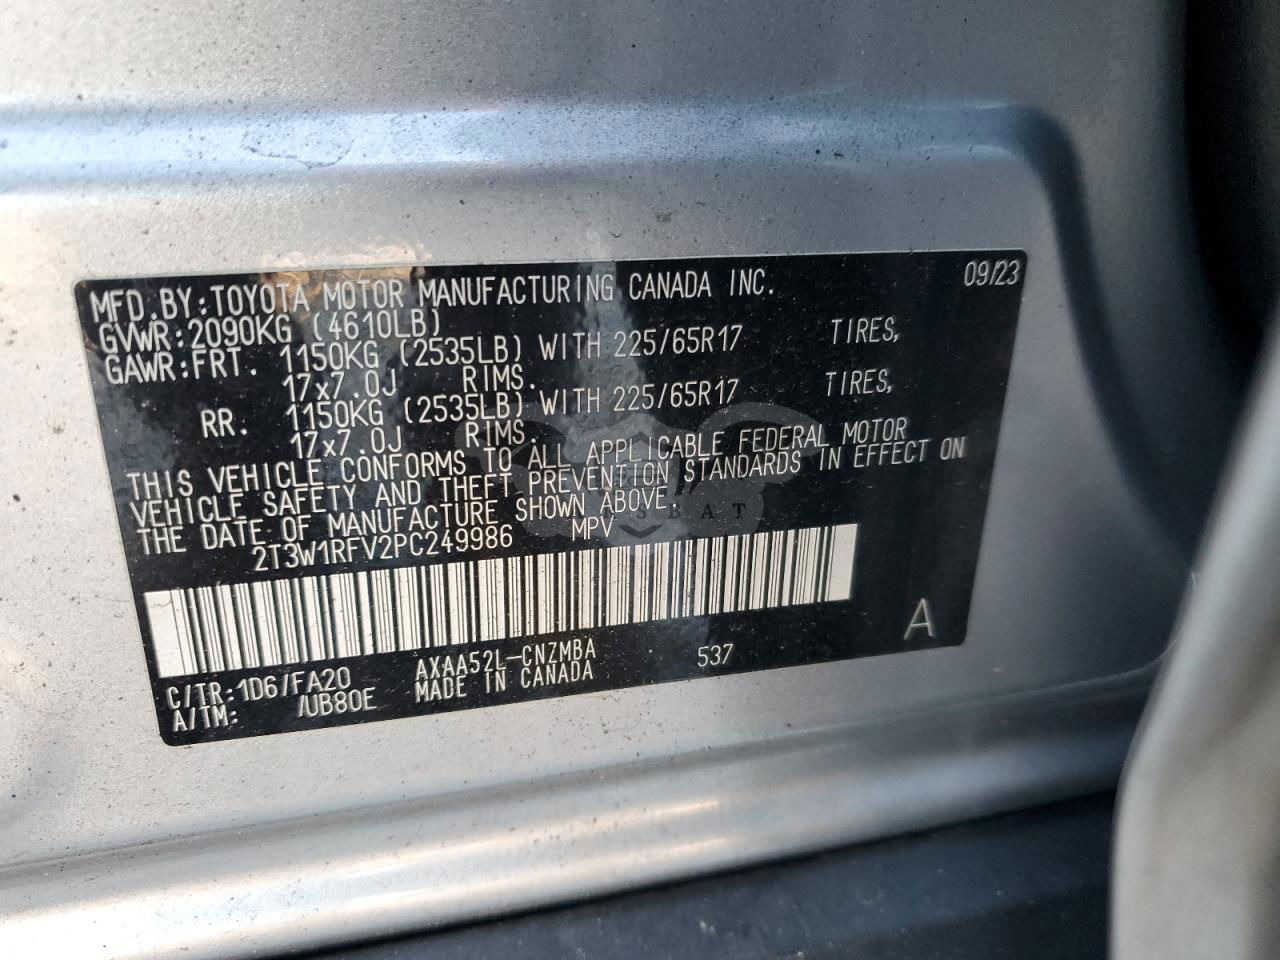 MFD.BY:TOYOTA MOTOR MANUFACTURING CANADA INC. 09/23
GVWR:2090KG (4610LB)
GAWR:FRT. 1150KG (2535LB) WITH 225/65R17 TIRES,
17x7.0J RIMS.
RR. 1150KG (2535LB) WITH 225/65R17 TIRES,
17x7.0J RIMS.
THIS VEHICLE CONFORMS TO ALL APPLICABLE FEDERAL MOTOR
VEHICLE SAFETY AND THEFT PREVENTION STANDARDS IN EFFECT ON
THE DATE OF MANUFACTURE SHOWN ABOVE.
2T3W1RFV2PC249986 MPV
A
C/TR:1D6/FA20 AXAA52L-CNZMBA 537
A/TM: /UB80E MADE IN CANADA